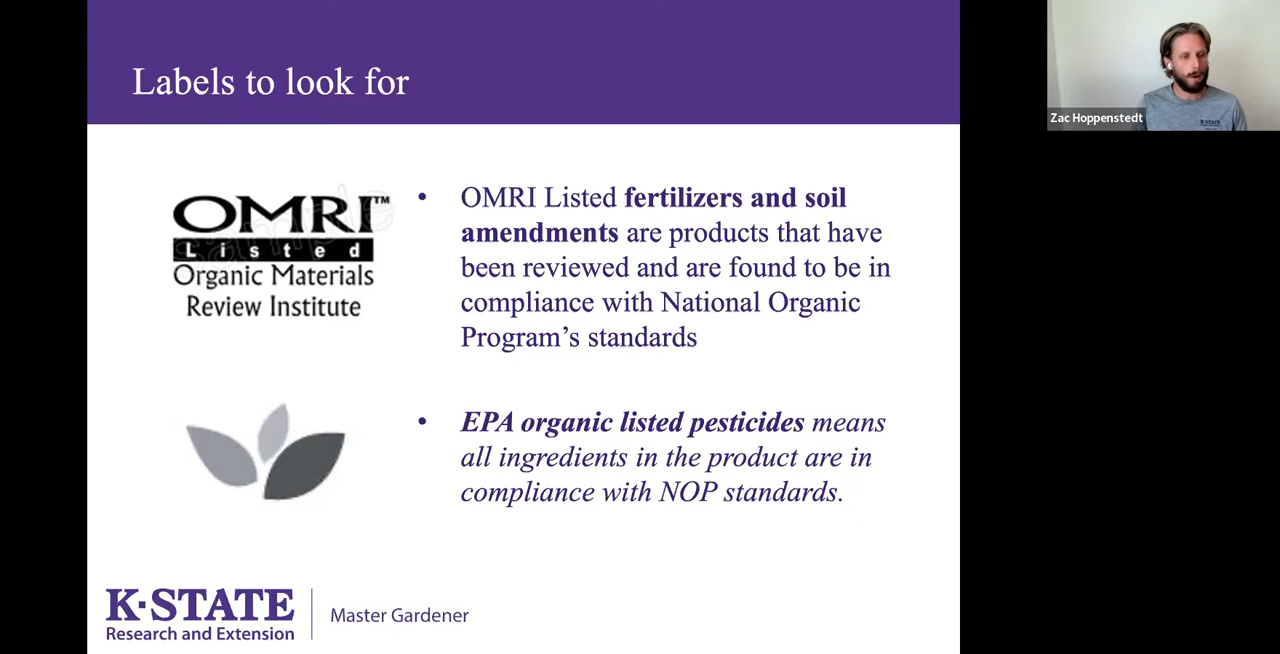 Labels to look for
Zac Hoppenstedt
K-STATE
OMRI™
Listed
Organic Materials
Review Institute
sample
• OMRI Listed fertilizers and soil
amendments are products that have
been reviewed and are found to be in
compliance with National Organic
Program’s standards
• EPA organic listed pesticides means
all ingredients in the product are in
compliance with NOP standards.
K·STATE
Research and Extension
Master Gardener